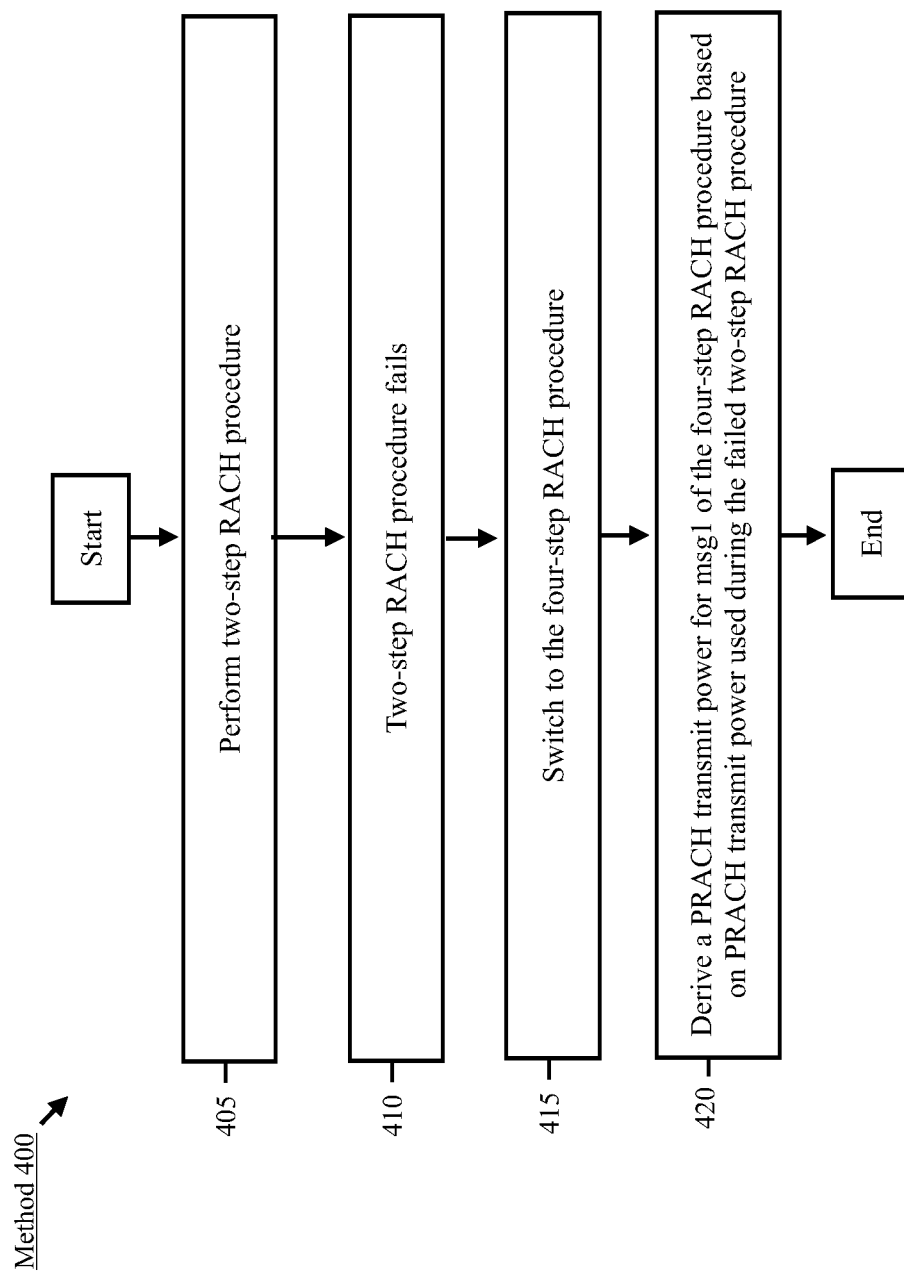 Method 400
Start
405
Perform two-step RACH procedure
410
Two-step RACH procedure fails
415
Switch to the four-step RACH procedure
420
Derive a PRACH transmit power for msg1 of the four-step RACH procedure based
on PRACH transmit power used during the failed two-step RACH procedure
End